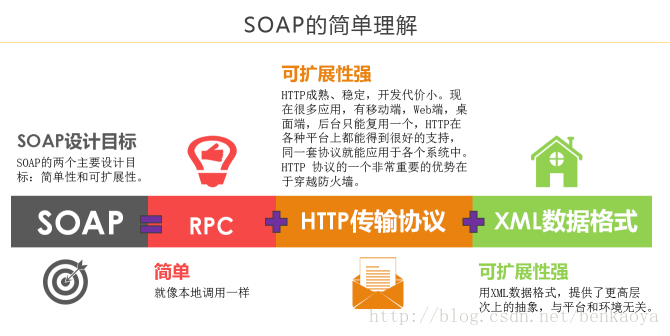 SOAP的简单理解
可扩展性强
HTTP成熟、稳定，开发代价小。现
在很多应用，有移动端，Web端，桌
面端，后台只能复用一个，HTTP在
各种平台上都能得到很好的支持，
同一套协议就能应用于各个系统中。
HTTP 协议的一个非常重要的优势在
于穿越防火墙。
SOAP设计目标
SOAP的两个主要设计目
标：简单性和可扩展性。
SOAP = RPC + HTTP传输协议 + XML数据格式
简单
就像本地调用一样
可扩展性强
用XML数据格式，提供了更高层
次上的抽象，与平台和环境无关。
http://blog.csdn.net/benkaoya